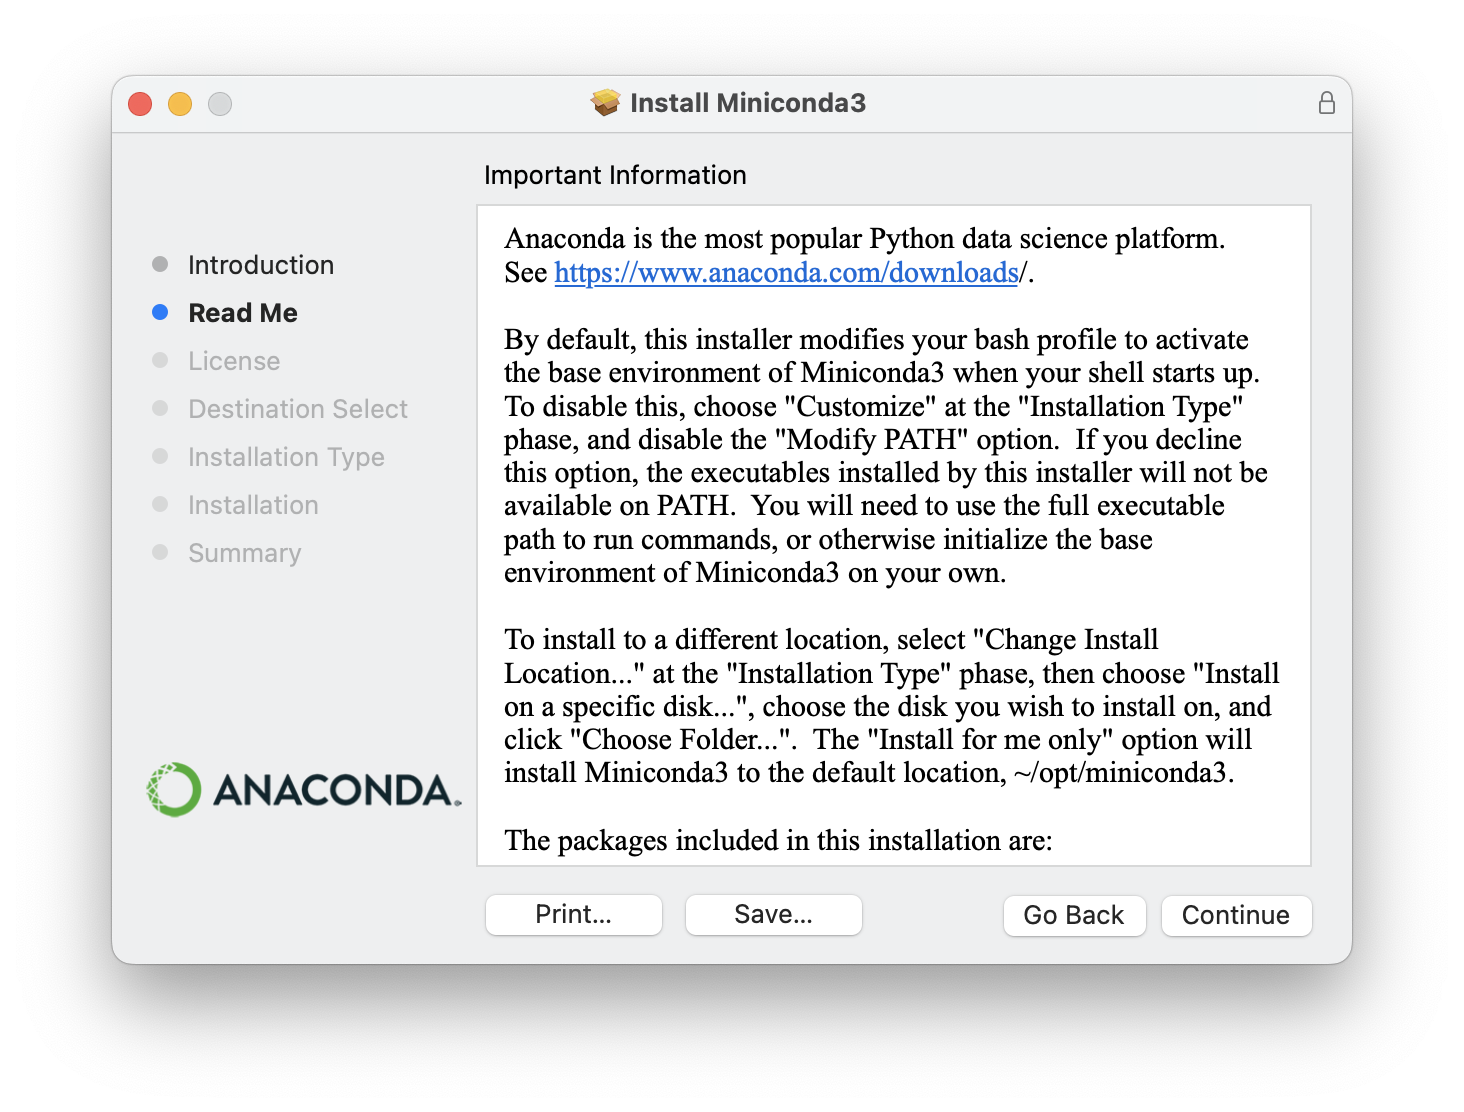 Install Miniconda3
Important Information
Introduction
Read Me
License
Destination Select
Installation Type
Installation
Summary
ANACONDA.
Anaconda is the most popular Python data science platform.
See https://www.anaconda.com/downloads/.
By default, this installer modifies your bash profile to activate
the base environment of Miniconda3 when your shell starts up.
To disable this, choose "Customize" at the "Installation Type"
phase, and disable the "Modify PATH" option.  If you decline
this option, the executables installed by this installer will not be
available on PATH.  You will need to use the full executable
path to run commands, or otherwise initialize the base
environment of Miniconda3 on your own.
To install to a different location, select "Change Install
Location..." at the "Installation Type" phase, then choose "Install
on a specific disk...", choose the disk you wish to install on, and
click "Choose Folder...".  The "Install for me only" option will
install Miniconda3 to the default location, ~/opt/miniconda3.
The packages included in this installation are:
Print...
Save...
Go Back
Continue